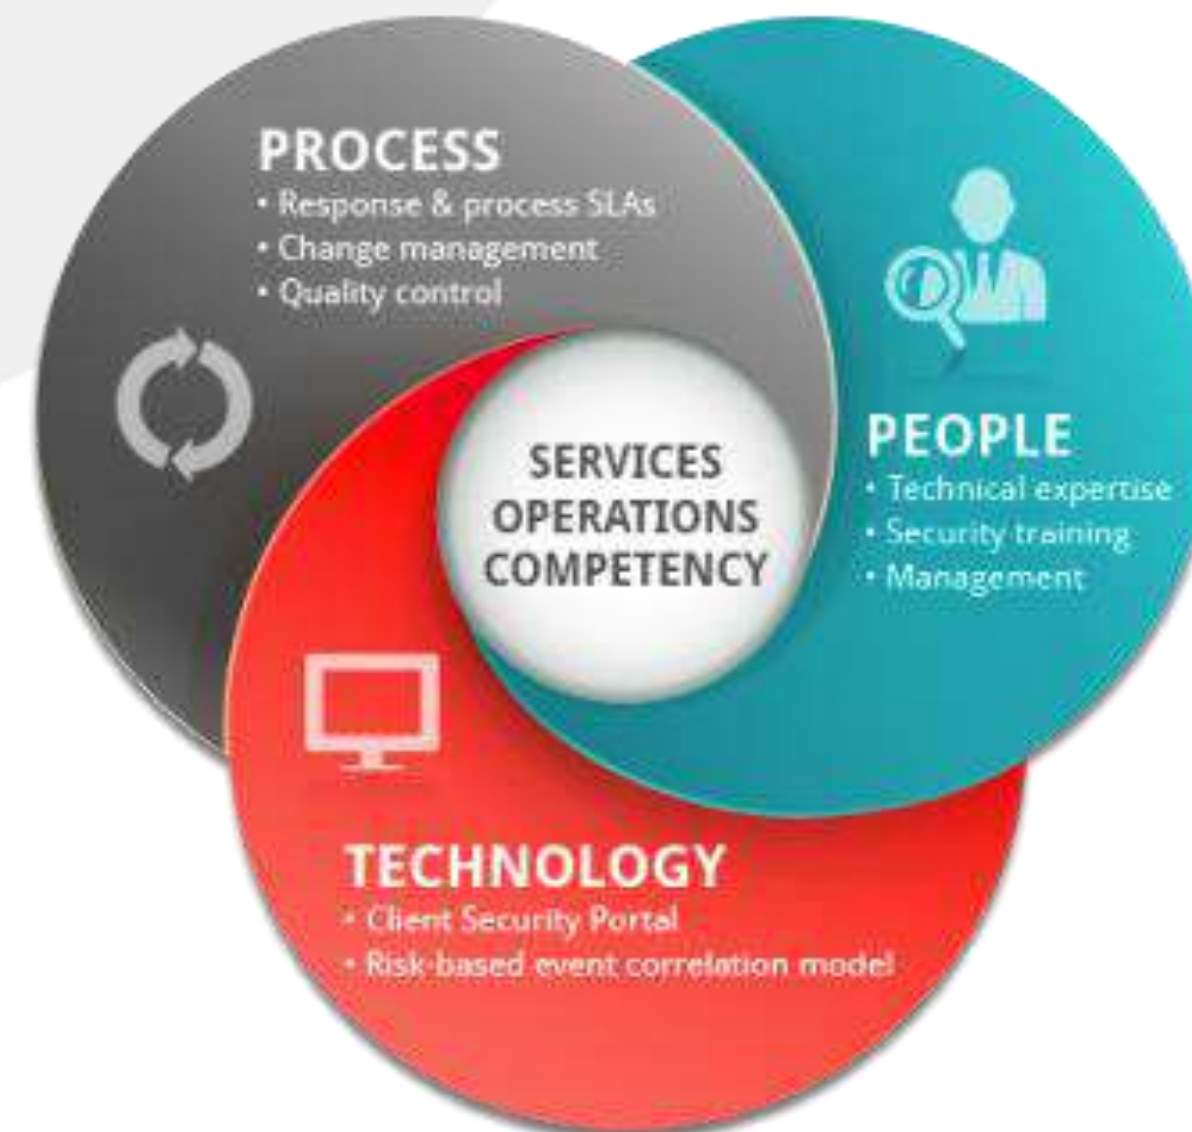 PROCESS
• Response & process SLAs
• Change management
• Quality control
PEOPLE
• Technical expertise
• Security training
• Management
SERVICES
OPERATIONS
COMPETENCY
TECHNOLOGY
• Client Security Portal
• Risk-based event correlation model